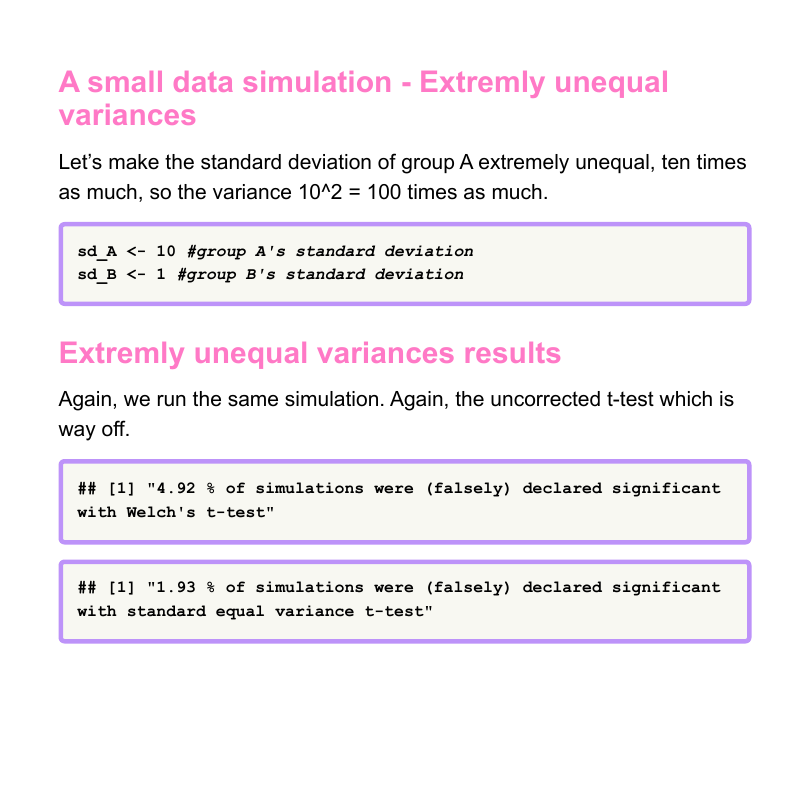 A small data simulation - Extremly unequal
variances
Let’s make the standard deviation of group A extremely unequal, ten times
as much, so the variance 10^2 = 100 times as much.
sd_A <- 10 #group A's standard deviation
sd_B <- 1 #group B's standard deviation
Extremly unequal variances results
Again, we run the same simulation. Again, the uncorrected t-test which is
way off.
## [1] "4.92 % of simulations were (falsely) declared significant
with Welch's t-test"
## [1] "1.93 % of simulations were (falsely) declared significant
with standard equal variance t-test"